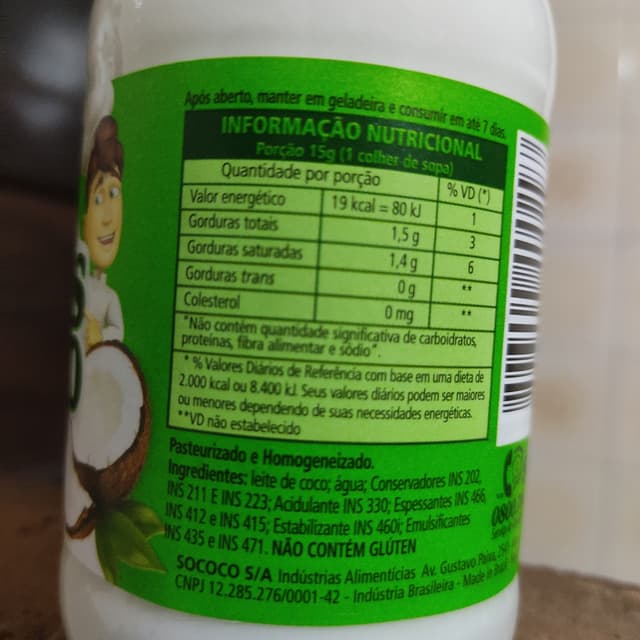 Após aberto, manter em geladeira e consumir em até 7 dias.
INFORMAÇÃO NUTRICIONAL
Porção 15g (1 colher de sopa)
Quantidade por porção % VD (*)
Valor energético 19 kcal = 80 kJ 1
Gorduras totais 1,5 g 3
Gorduras saturadas 1,4 g 6
Gorduras trans 0 g **
Colesterol 0 mg **
"Não contém quantidade significativa de carboidratos,
proteínas, fibra alimentar e sódio".
* % Valores Diários de Referência com base em uma dieta de
2.000 kcal ou 8.400 kJ. Seus valores diários podem ser maiores
ou menores dependendo de suas necessidades energéticas.
**VD não estabelecido
Pasteurizado e Homogeneizado.
Ingredientes: leite de coco; água; Conservadores INS 202,
INS 211 E INS 223; Acidulante INS 330; Espessantes INS 466,
INS 412 e INS 415; Estabilizante INS 460i; Emulsificantes
INS 435 e INS 471. NÃO CONTÉM GLÚTEN
SOCOCO S/A Indústrias Alimentícias Av. Gustavo Paiva,
CNPJ 12.285.276/0001-42 - Indústria Brasileira - Made in Brazil
0800